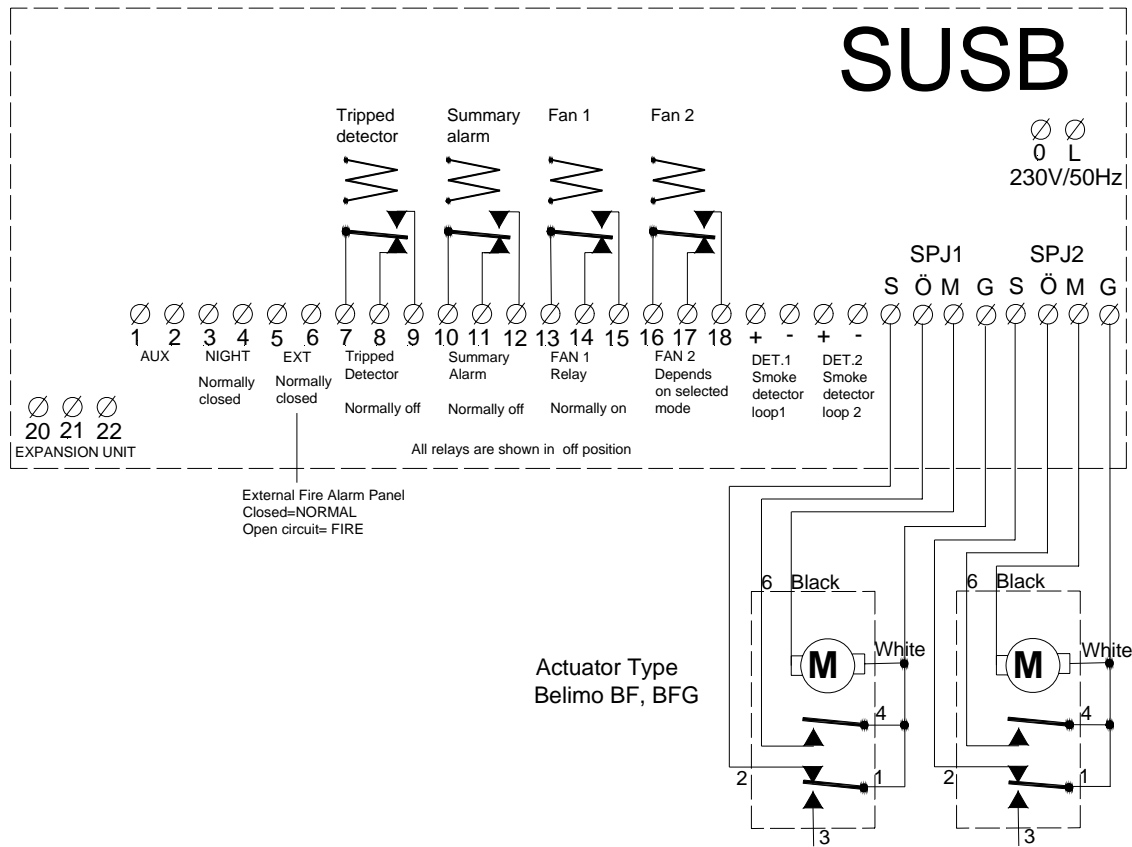 SUSB
Tripped detector
Summary alarm
Fan 1
Fan 2
0 L
230V/50Hz
SPJ1 SPJ2
S Ö M G S Ö M G
1 2 3 4 5 6 7 8 9 10 11 12 13 14 15 16 17 18 + - + -
AUX
NIGHT
Normally
closed
EXT
Normally
closed
Tripped
Detector
Normally off
Summary
Alarm
Normally off
FAN 1
Relay
Normally on
FAN 2
Depends
on selected
mode
DET.1
Smoke
detector
loop1
DET.2
Smoke
detector
loop 2
20 21 22
EXPANSION UNIT
All relays are shown in off position
External Fire Alarm Panel
Closed=NORMAL
Open circuit= FIRE
6 Black
6 Black
M White
M White
Actuator Type
Belimo BF, BFG
4
4
2 1
2 1
3
3